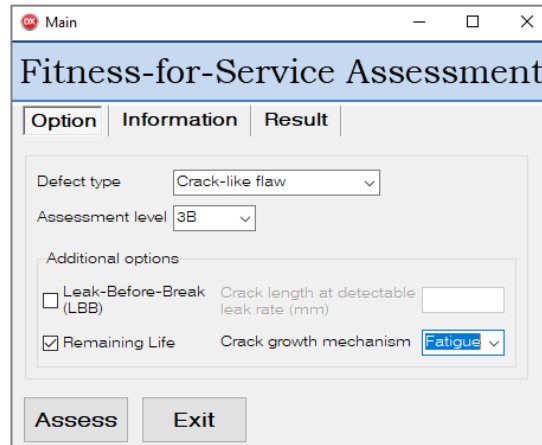 DX Main
Fitness-for-Service Assessment
Option Information Result
Defect type Crack-like flaw
Assessment level 3B
Additional options
Leak-Before-Break (LBB) Crack length at detectable leak rate (mm)
Remaining Life Crack growth mechanism Fatigue
Assess Exit